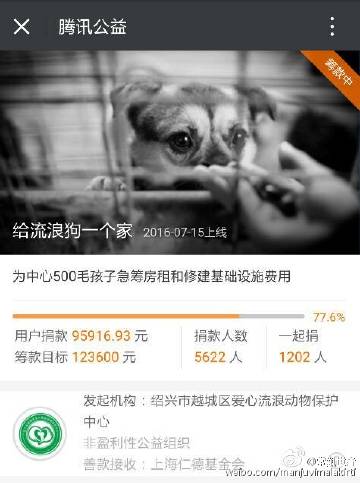 腾讯公益
筹款中
给流浪狗一个家 2016-07-15上线
为中心500毛孩子急筹房租和修建基础设施费用
77.6%
用户捐款 95916.93 元
捐款人数
一起捐
筹款目标 123600 元
5622 人
1202 人
发起机构：绍兴市越城区爱心流浪动物保护
中心
非盈利性公益组织
善款接收：上海仁德基金会
weibo.com/manjuvimalakirti